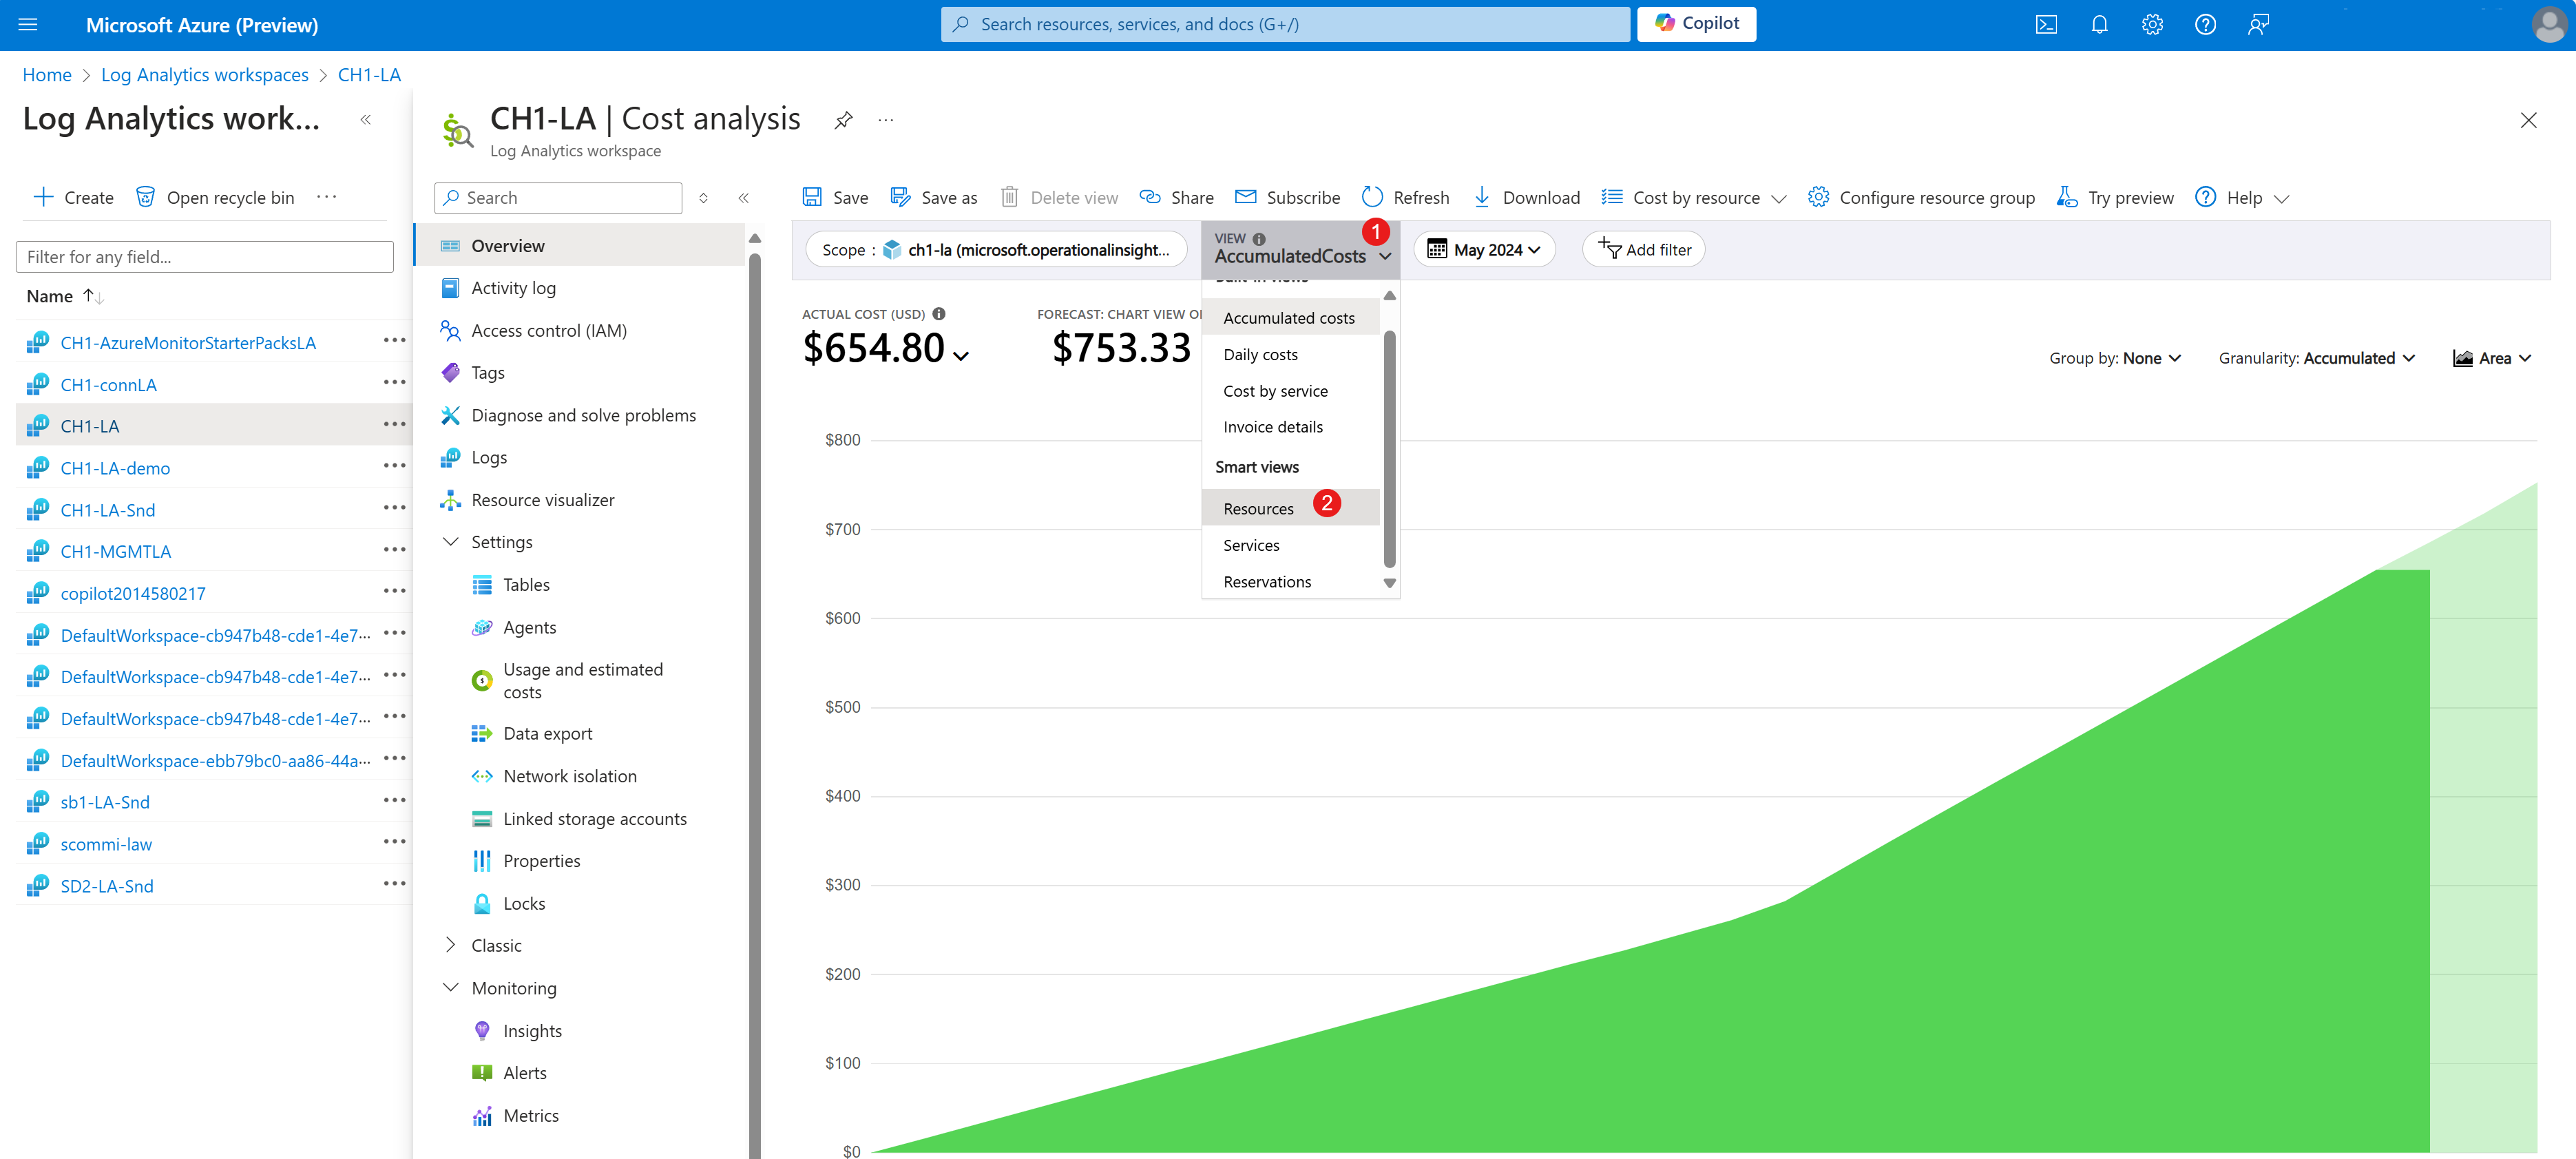 Microsoft Azure (Preview)
Search resources, services, and docs (G+/)
Copilot
Home > Log Analytics workspaces > CH1-LA
Log Analytics work...
«
CH1-LA | Cost analysis
...
Log Analytics workspace
Create
Open recycle bin
...
Search
«
Save
Save as
Delete view
Share
Subscribe
Refresh
Download
Cost by resource
Configure resource group
Try preview
Help
Filter for any field...
Name
CH1-AzureMonitorStarterPacksLA
CH1-connLA
CH1-LA
CH1-LA-demo
CH1-LA-Snd
CH1-MGMTLA
copilot2014580217
DefaultWorkspace-cb947b48-cde1-4e7...
DefaultWorkspace-cb947b48-cde1-4e7...
DefaultWorkspace-cb947b48-cde1-4e7...
DefaultWorkspace-ebb79bc0-aa86-44a...
sb1-LA-Snd
scommi-law
SD2-LA-Snd
Overview
Activity log
Access control (IAM)
Tags
Diagnose and solve problems
Logs
Resource visualizer
Settings
Tables
Agents
Usage and estimated
costs
Data export
Network isolation
Linked storage accounts
Properties
Locks
Classic
Monitoring
Insights
Alerts
Metrics
Scope : ch1-la (microsoft.operationalinsight...
VIEW
AccumulatedCosts
1
May 2024
Add filter
ACTUAL COST (USD)
$654.80
FORECAST: CHART VIEW O
$753.33
Built-in views
Accumulated costs
Daily costs
Cost by service
Invoice details
Smart views
Resources
2
Services
Reservations
Group by: None
Granularity: Accumulated
Area
$800
$700
$600
$500
$400
$300
$200
$100
$0